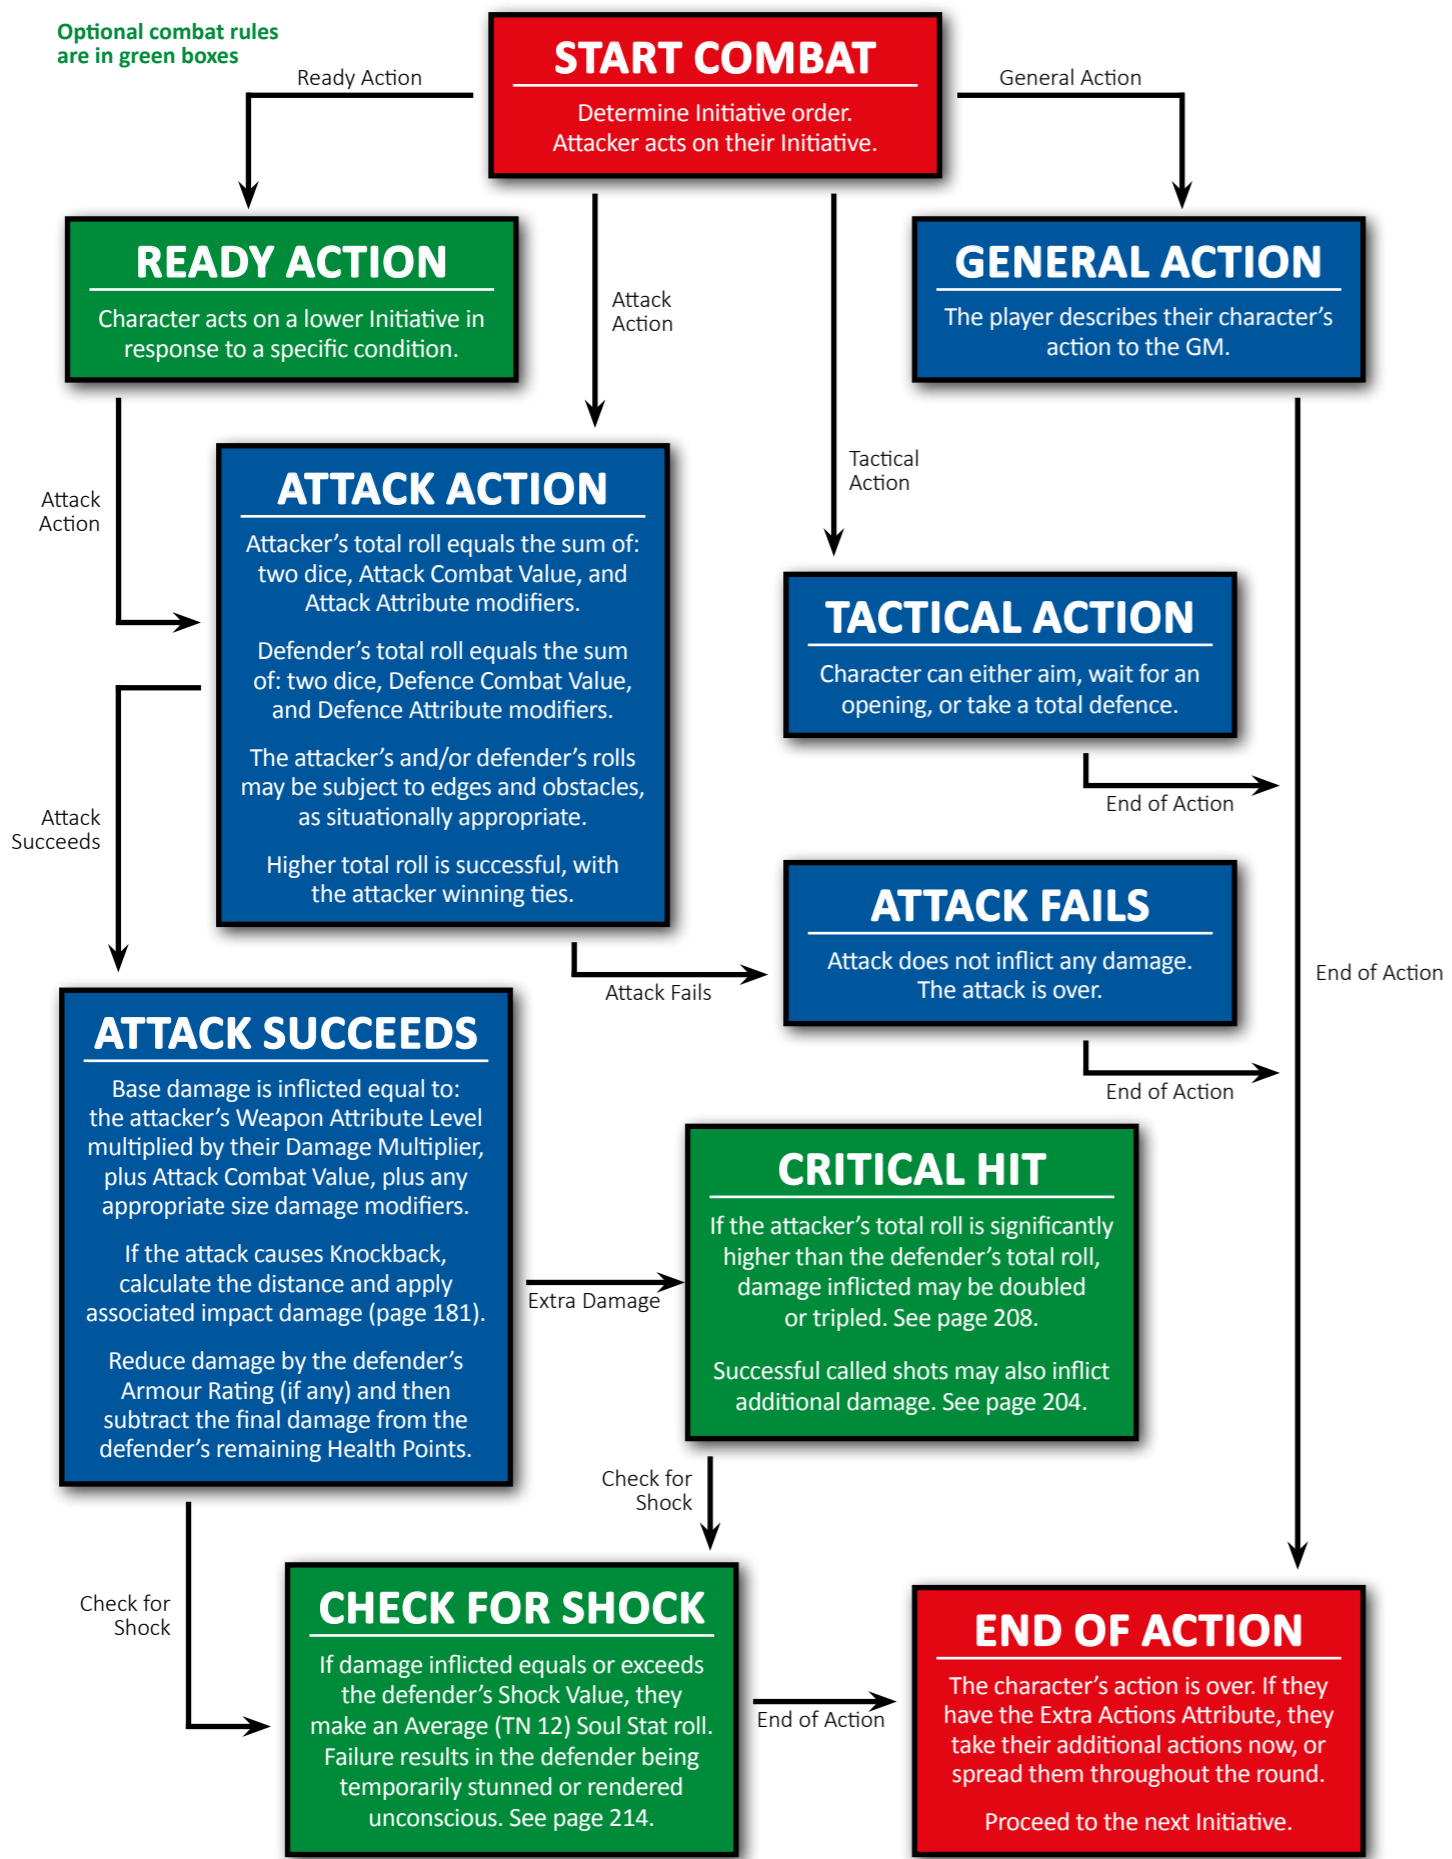 Optional combat rules
are in green boxes
Ready Action
START COMBAT
Determine Initiative order.
Attacker acts on their Initiative.
General Action
READY ACTION
Character acts on a lower Initiative in
response to a specific condition.
Attack
Action
GENERAL ACTION
The player describes their character's
action to the GM.
Attack
Action
ATTACK ACTION
Attacker's total roll equals the sum of:
two dice, Attack Combat Value, and
Attack Attribute modifiers.
Defender's total roll equals the sum
of: two dice, Defence Combat Value,
and Defence Attribute modifiers.
The attacker's and/or defender's rolls
may be subject to edges and obstacles,
as situationally appropriate.
Higher total roll is successful, with
the attacker winning ties.
Tactical
Action
TACTICAL ACTION
Character can either aim, wait for an
opening, or take a total defence.
End of Action
Attack
Succeeds
Attack Fails
ATTACK FAILS
Attack does not inflict any damage.
The attack is over.
End of Action
End of Action
ATTACK SUCCEEDS
Base damage is inflicted equal to:
the attacker's Weapon Attribute Level
multiplied by their Damage Multiplier,
plus Attack Combat Value, plus any
appropriate size damage modifiers.
If the attack causes Knockback,
calculate the distance and apply
associated impact damage (page 181).
Reduce damage by the defender's
Armour Rating (if any) and then
subtract the final damage from the
defender's remaining Health Points.
Extra Damage
CRITICAL HIT
If the attacker's total roll is significantly
higher than the defender's total roll,
damage inflicted may be doubled
or tripled. See page 208.
Successful called shots may also inflict
additional damage. See page 204.
Check for
Shock
Check for
Shock
CHECK FOR SHOCK
If damage inflicted equals or exceeds
the defender's Shock Value, they
make an Average (TN 12) Soul Stat roll.
Failure results in the defender being
temporarily stunned or rendered
unconscious. See page 214.
End of Action
END OF ACTION
The character's action is over. If they
have the Extra Actions Attribute, they
take their additional actions now, or
spread them throughout the round.
Proceed to the next Initiative.